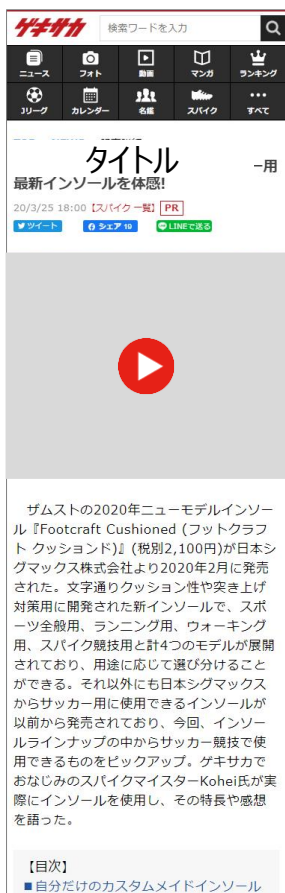 ゲキサカ 検索ワードを入力
ニュース フォト 動画 マンガ ランキング
Jリーグ カレンダー 名鑑 スパイク すべて
タイトル ー用
最新インソールを体感!
20/3/25 18:00【スパイク一覧】 PR
ツイート シェア 19 LINEで送る
ザムストの2020年ニューモデルインソー
ル『Footcraft Cushioned (フットクラフ
ト クッションド)』(税別2,100円)が日本シ
グマックス株式会社より2020年2月に発売
された。文字通りクッション性や突き上げ
対策用に開発された新インソールで、スポ
ーツ全般用、ランニング用、ウォーキング
用、スパイク競技用と計4つのモデルが展開
されており、用途に応じて選び分けること
ができる。それ以外にも日本シグマックス
からサッカー用に使用できるインソールが
以前から発売されており、今回、インソー
ルラインナップの中からサッカー競技で使
用できるものをピックアップ。ゲキサカで
おなじみのスパイクマイスターKohei氏が実
際にインソールを使用し、その特長や感想
を語った。
【目次】
■自分だけのカスタムメイドインソール